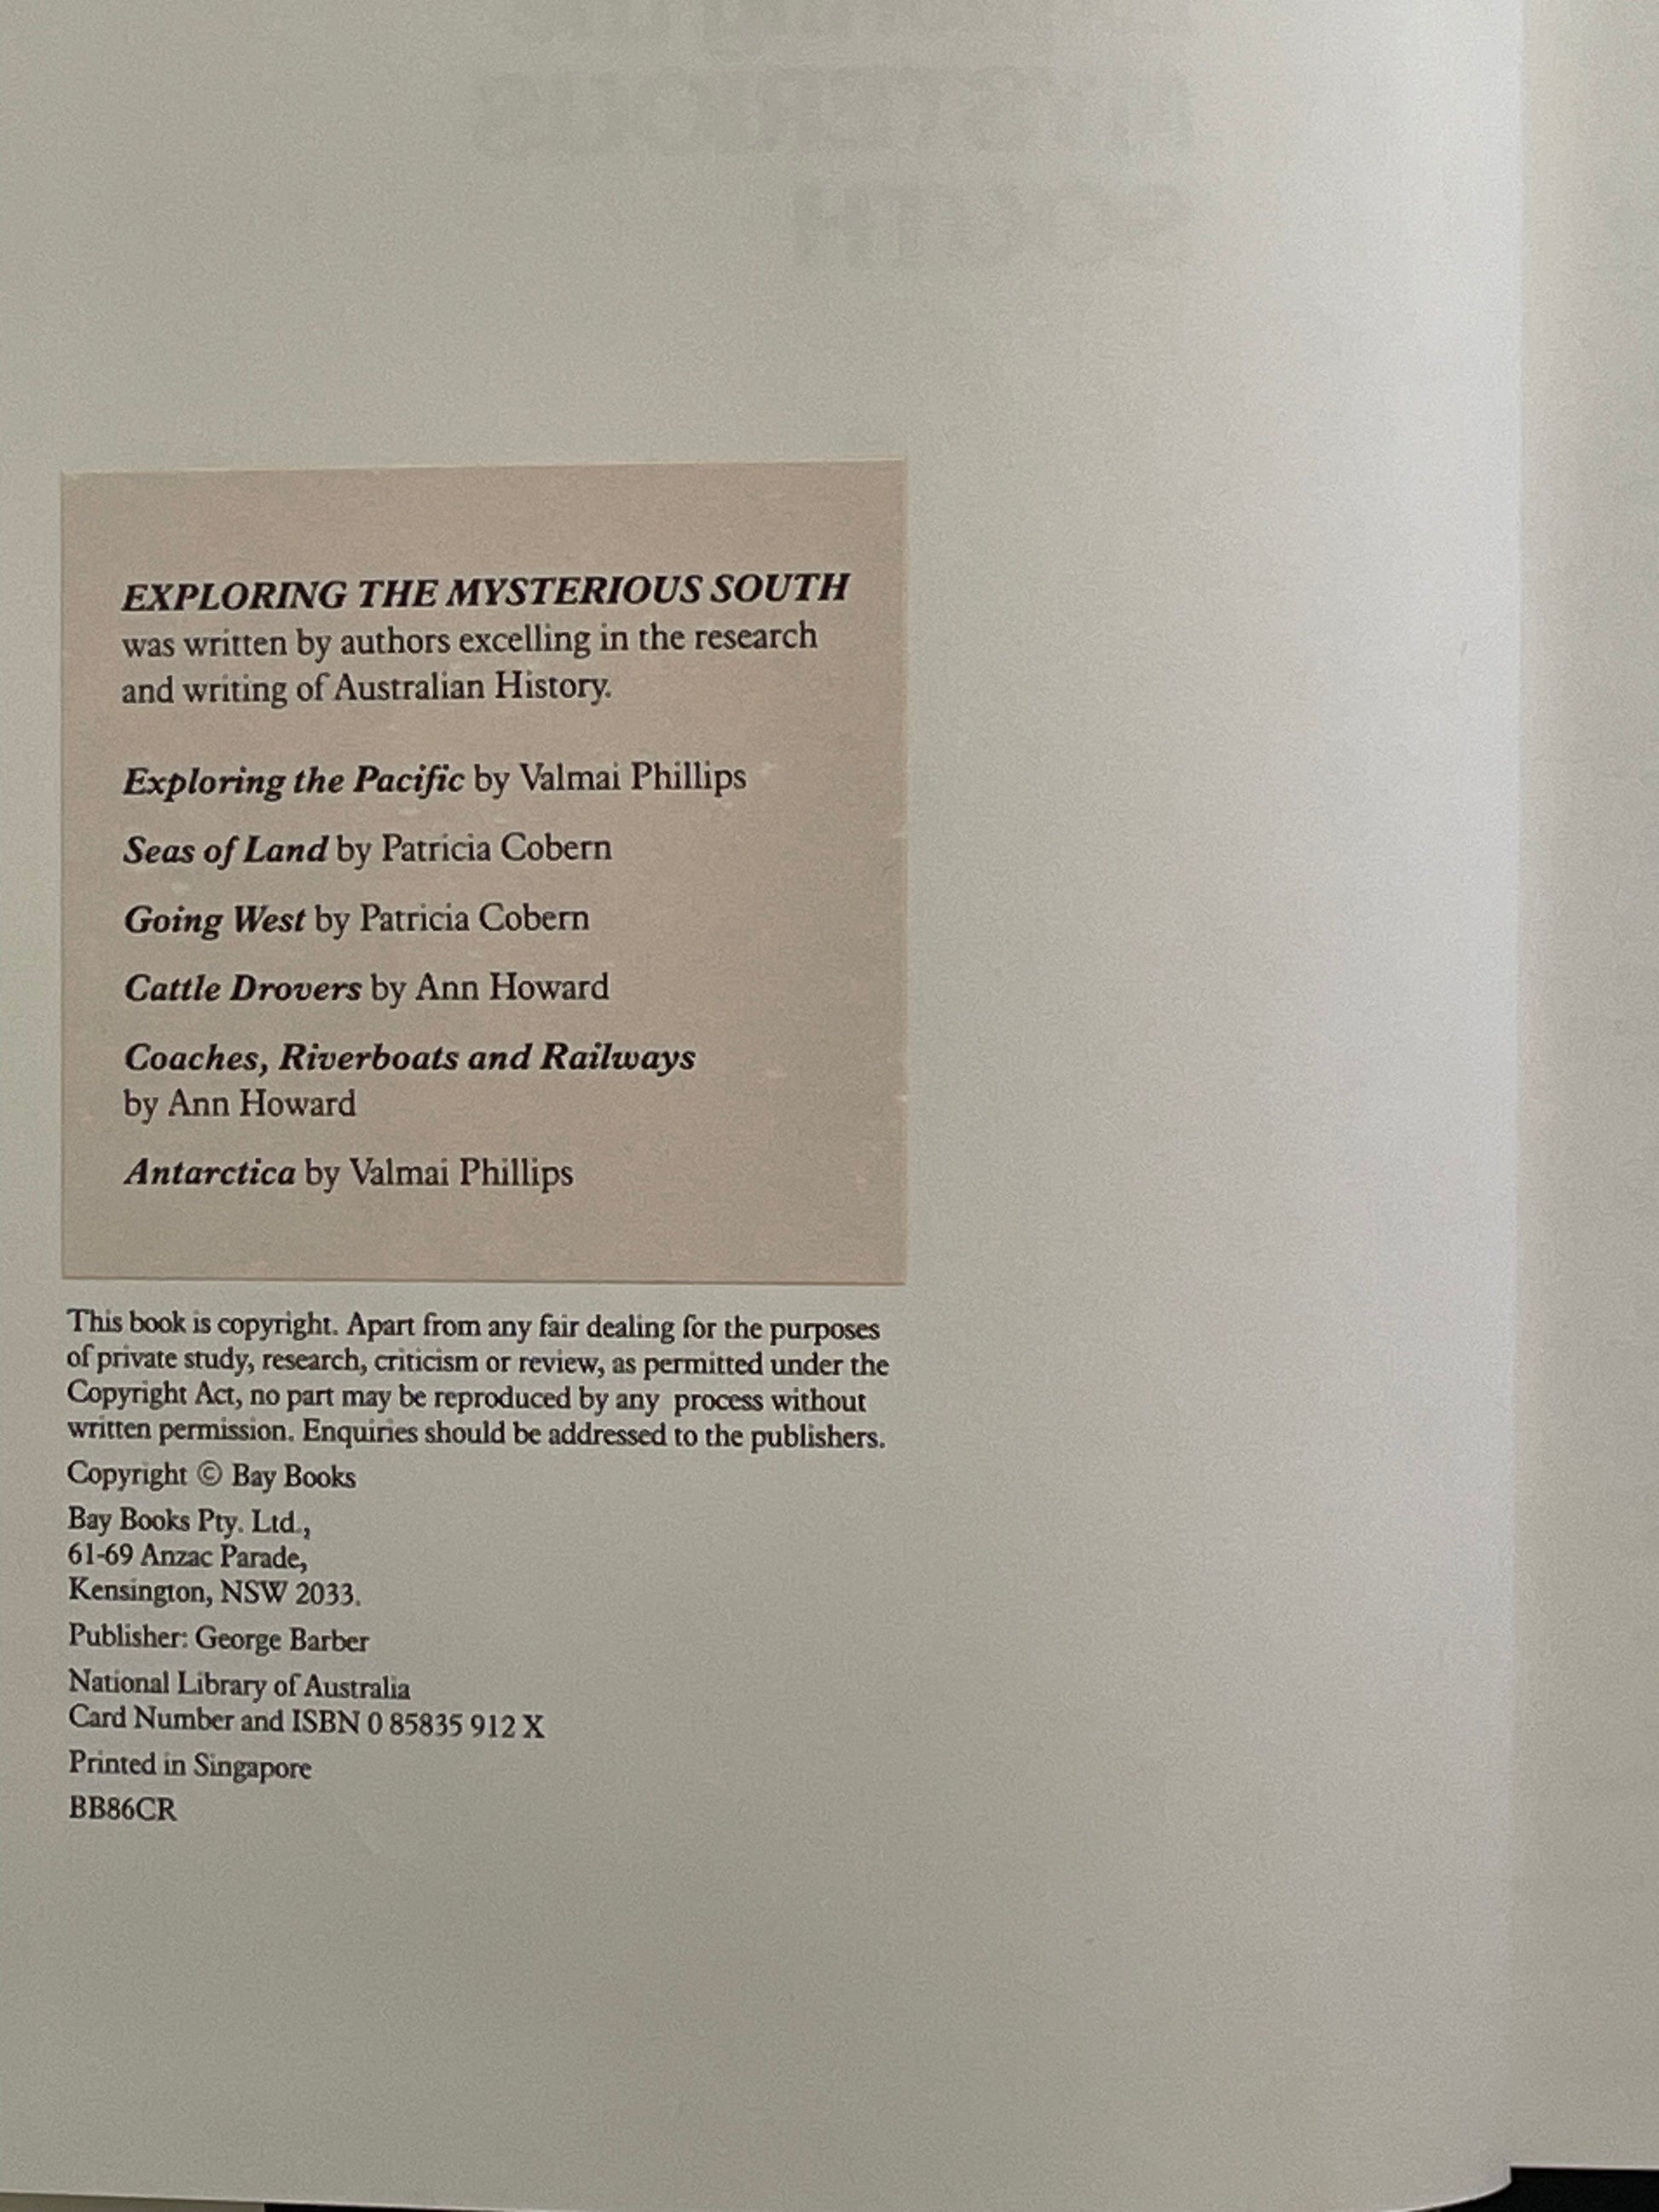 EXPLORING THE MYSTERIOUS SOUTH
was written by authors excelling in the research
and writing of Australian History.
Exploring the Pacific by Valmai Phillips
Seas of Land by Patricia Cobern
Going West by Patricia Cobern
Cattle Drovers by Ann Howard
Coaches, Riverboats and Railways
by Ann Howard
Antarctica by Valmai Phillips
This book is copyright. Apart from any fair dealing for the purposes
of private study, research, criticism or review, as permitted under the
Copyright Act, no part may be reproduced by any process without
written permission. Enquiries should be addressed to the publishers.
Copyright © Bay Books
Bay Books Pty. Ltd.,
61-69 Anzac Parade,
Kensington, NSW 2033.
Publisher: George Barber
National Library of Australia
Card Number and ISBN 0 85835 912 X
Printed in Singapore
BB86CR